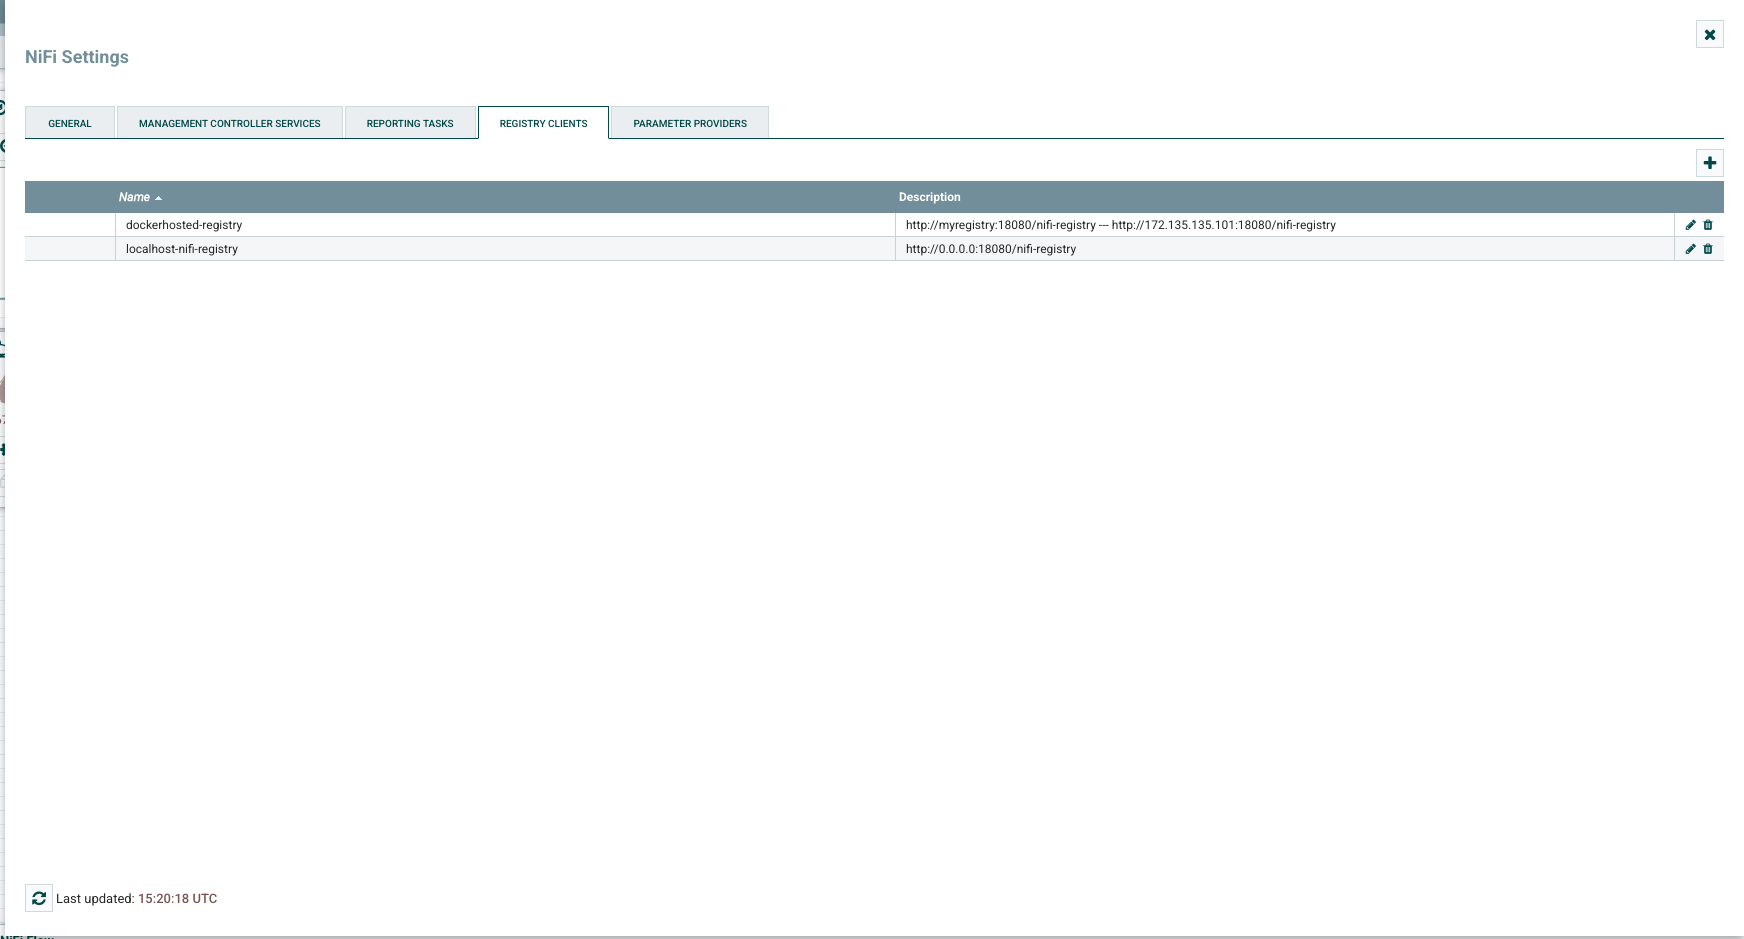 NiFi Settings
GENERAL
MANAGEMENT CONTROLLER SERVICES
REPORTING TASKS
REGISTRY CLIENTS
PARAMETER PROVIDERS
Name
Description
dockerhosted-registry
http://myregistry:18080/nifi-registry --- http://172.135.135.101:18080/nifi-registry
localhost-nifi-registry
http://0.0.0.0:18080/nifi-registry
Last updated: 15:20:18 UTC